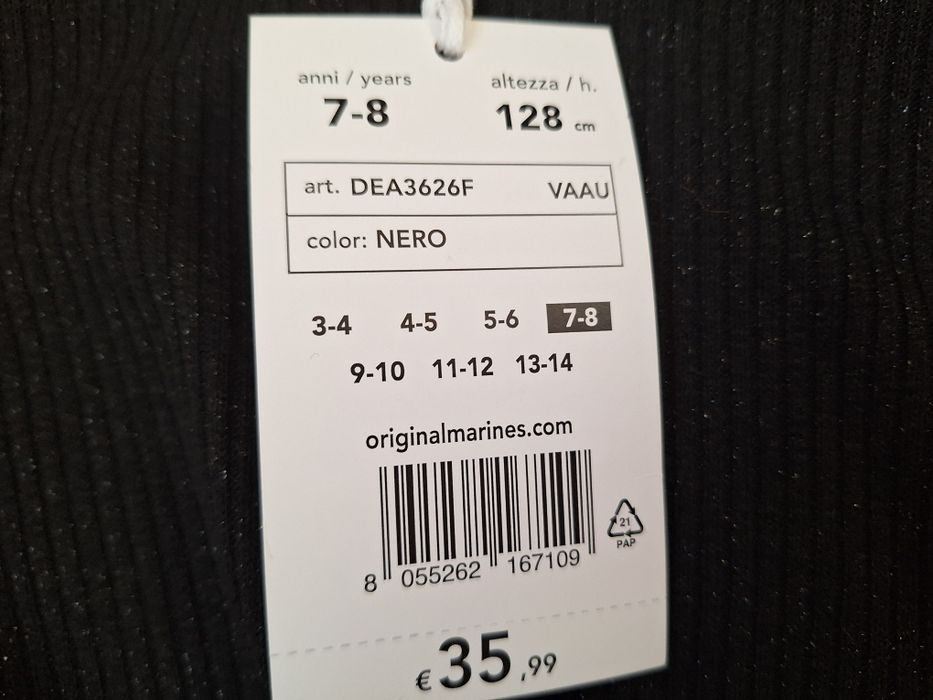 anni / years altezza / h.
7-8 128 cm
art. DEA3626F VAAU
color: NERO
3-4 4-5 5-6 7-8
9-10 11-12 13-14
originalmarines.com
21
PAP
8 055262 167109
€35,99